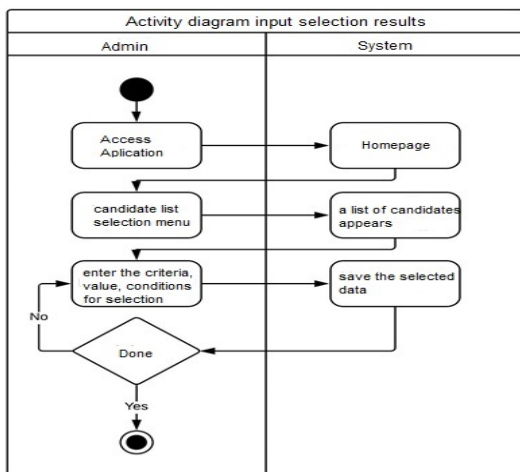 Activity diagram input selection results
Admin
System
Access
Aplication
Homepage
candidate list
selection menu
a list of candidates
appears
enter the criteria,
value, conditions
for selection
save the selected
data
No
Done
Yes